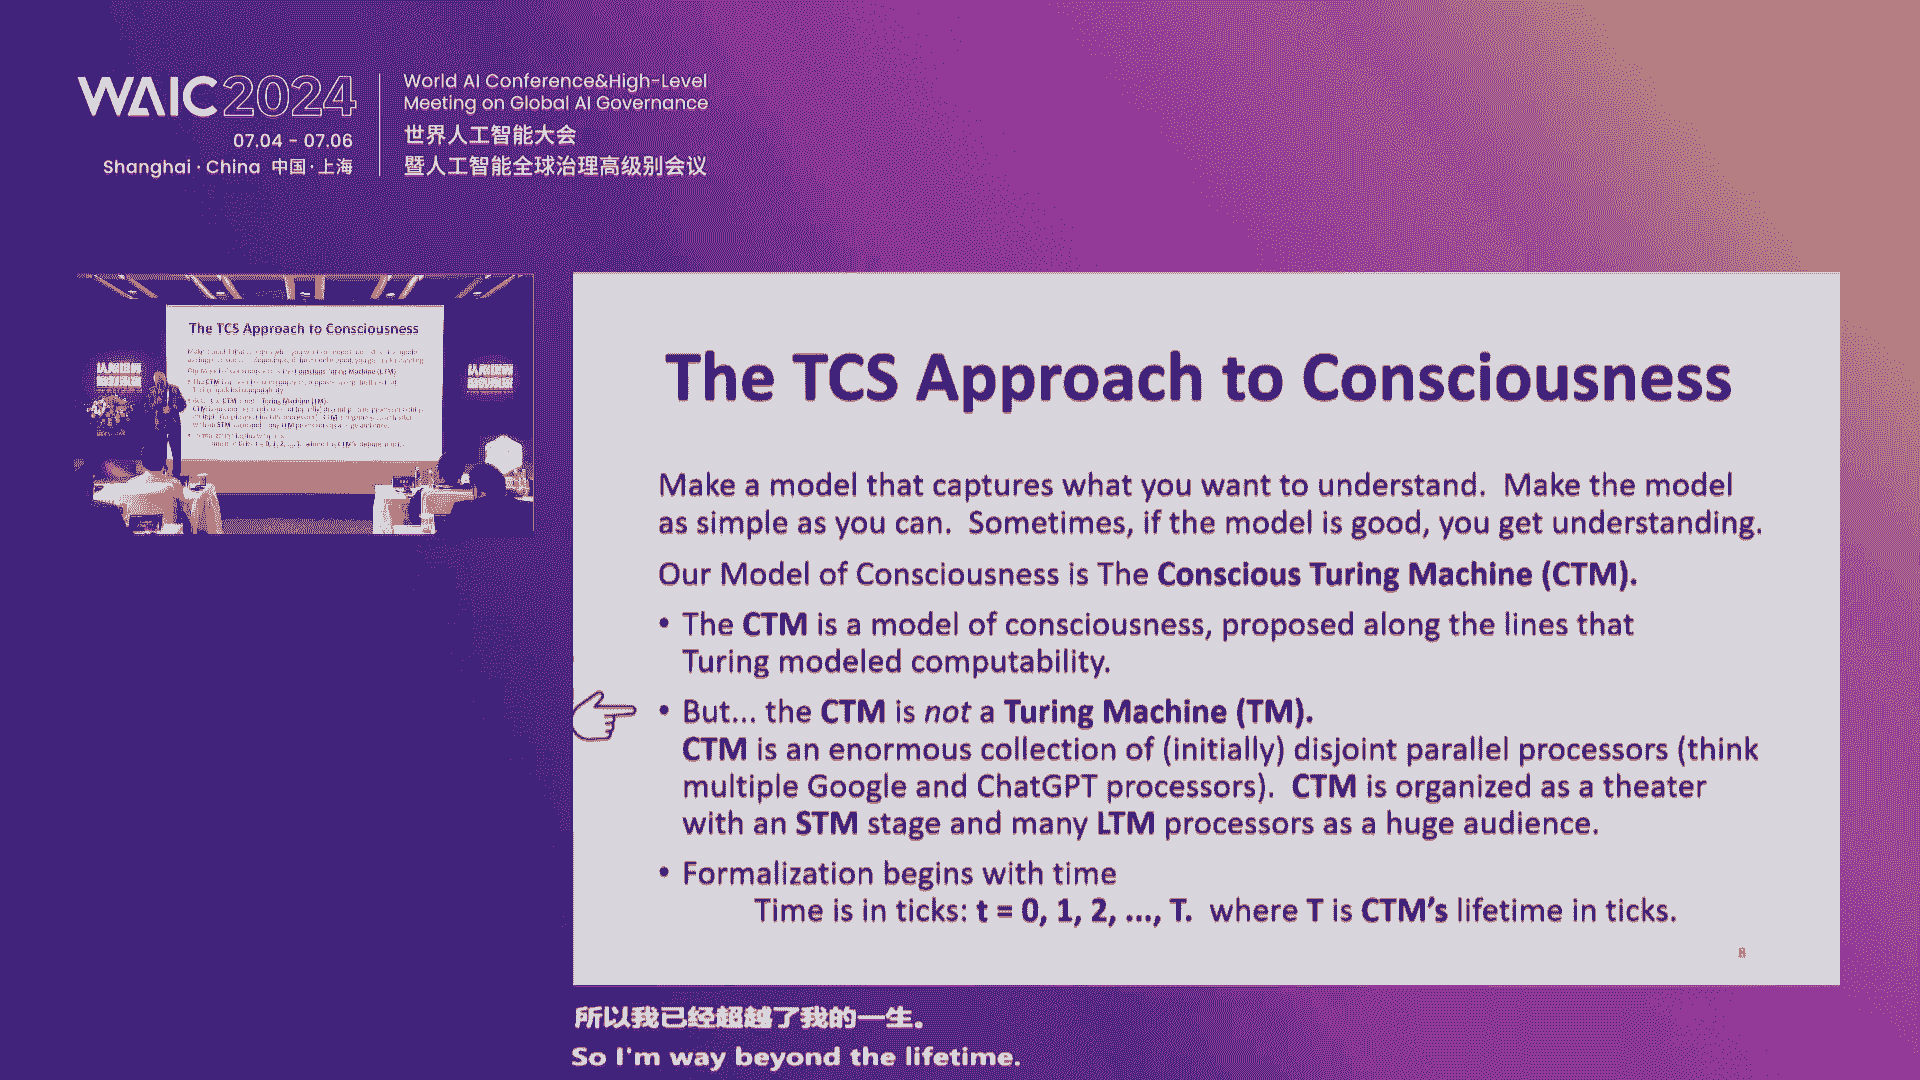 WAIC 2024
07.04 - 07.06
Shanghai · China 中国·上海
World AI Conference&High-Level
Meeting on Global AI Governance
世界人工智能大会
暨人工智能全球治理高级别会议
The TCS Approach to Consciousness
The TCS Approach to Consciousness
Make a model that captures what you want to understand. Make the model
as simple as you can. Sometimes, if the model is good, you get understanding.
Our Model of Consciousness is The Conscious Turing Machine (CTM).
• The CTM is a model of consciousness, proposed along the lines that
Turing modeled computability.
• But... the CTM is not a Turing Machine (TM).
CTM is an enormous collection of (initially) disjoint parallel processors (think
multiple Google and ChatGPT processors). CTM is organized as a theater
with an STM stage and many LTM processors as a huge audience.
• Formalization begins with time
Time is in ticks: t = 0, 1, 2, ..., T. where T is CTM's lifetime in ticks.
8
所以我已经超越了我的一生。
So I'm way beyond the lifetime.